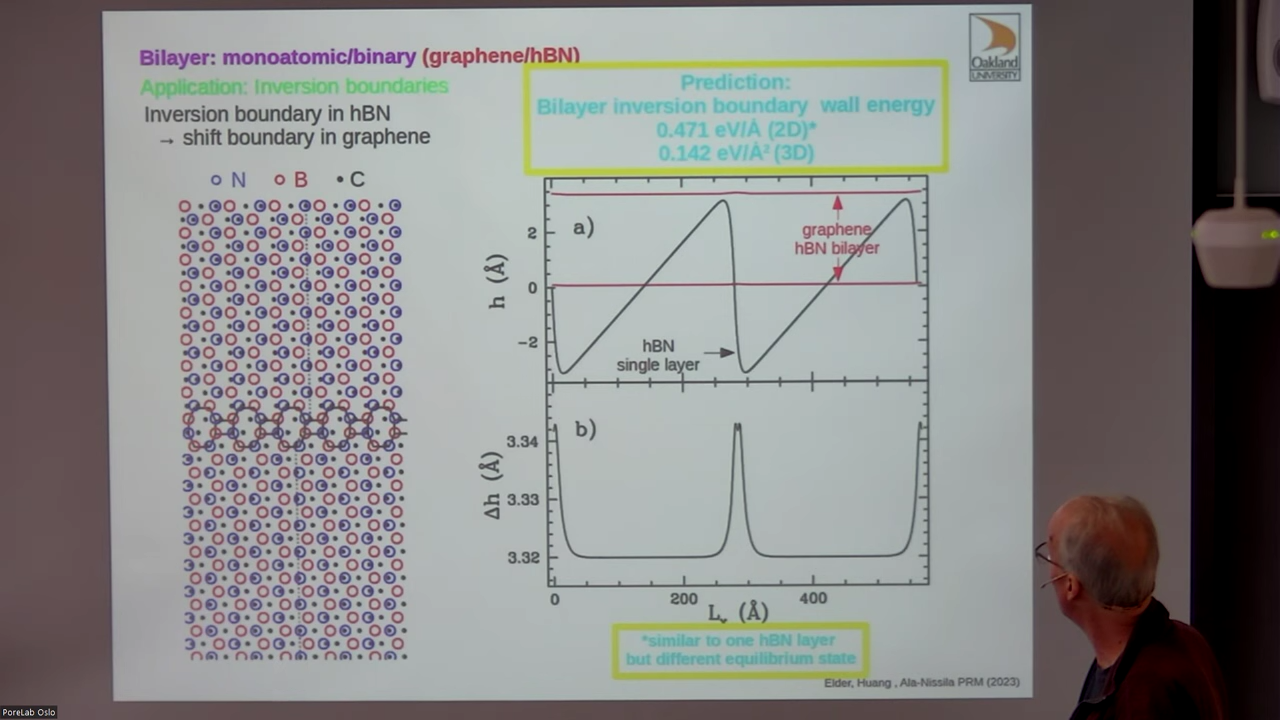 Bilayer: monoatomic/binary (graphene/hBN)
Application: Inversion boundaries
Inversion boundary in hBN
→ shift boundary in graphene
N B C
Oakland
UNIVERSITY
Prediction:
Bilayer inversion boundary wall energy
0.471 eV/Å (2D)*
0.142 eV/Å² (3D)
a)
h (Å)
2
0
−2
graphene
hBN bilayer
hBN
single layer
b)
Δh (Å)
3.34
3.33
3.32
0 200 400
*similar to one hBN layer
but different equilibrium state
Elder, Huang , Ala-Nissila PRM (2023)
PoreLab Oslo